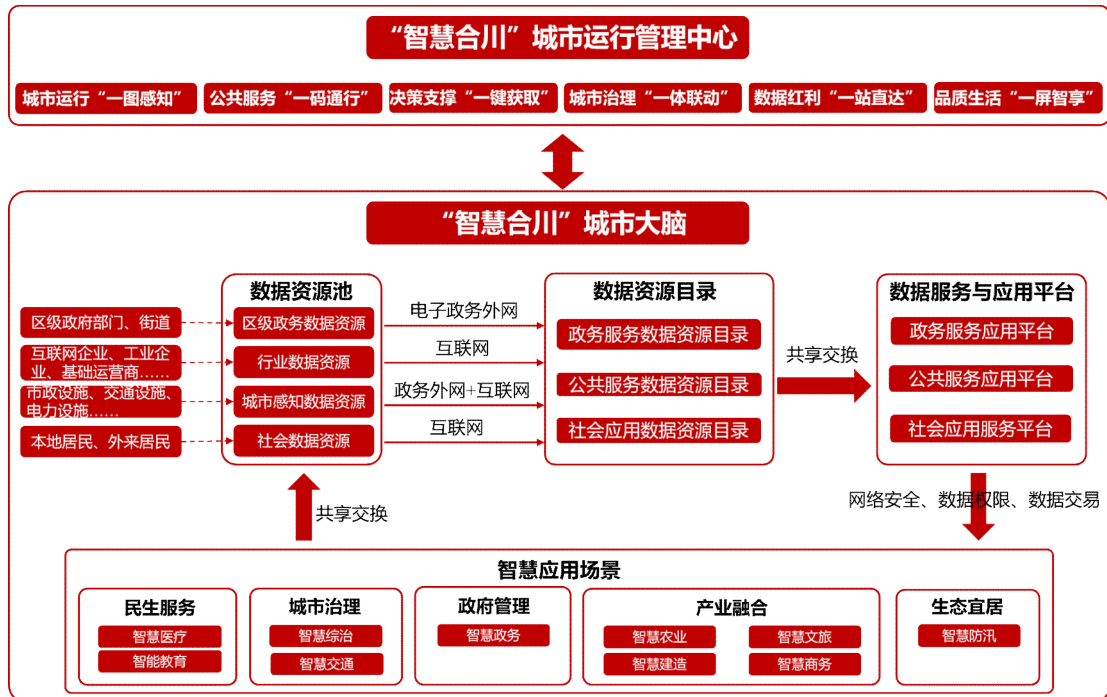 “智慧合川”城市运行管理中心
城市运行“一图感知”
公共服务“一码通行”
决策支撑“一键获取”
城市治理“一体联动”
数据红利“一站直达”
品质生活“一屏智享”
“智慧合川”城市大脑
区级政府部门、街道
互联网企业、工业企
业、基础运营商……
市政设施、交通设施、
电力设施……
本地居民、外来居民
数据资源池
区级政务数据资源
行业数据资源
城市感知数据资源
社会数据资源
电子政务外网
互联网
政务外网+互联网
互联网
数据资源目录
政务服务数据资源目录
公共服务数据资源目录
社会应用数据资源目录
共享交换
数据服务与应用平台
政务服务应用平台
公共服务应用平台
社会应用服务平台
共享交换
网络安全、数据权限、数据交易
智慧应用场景
民生服务
智慧医疗
智能教育
城市治理
智慧综治
智慧交通
政府管理
智慧政务
产业融合
智慧农业
智慧文旅
智慧建造
智慧商务
生态宜居
智慧防汛